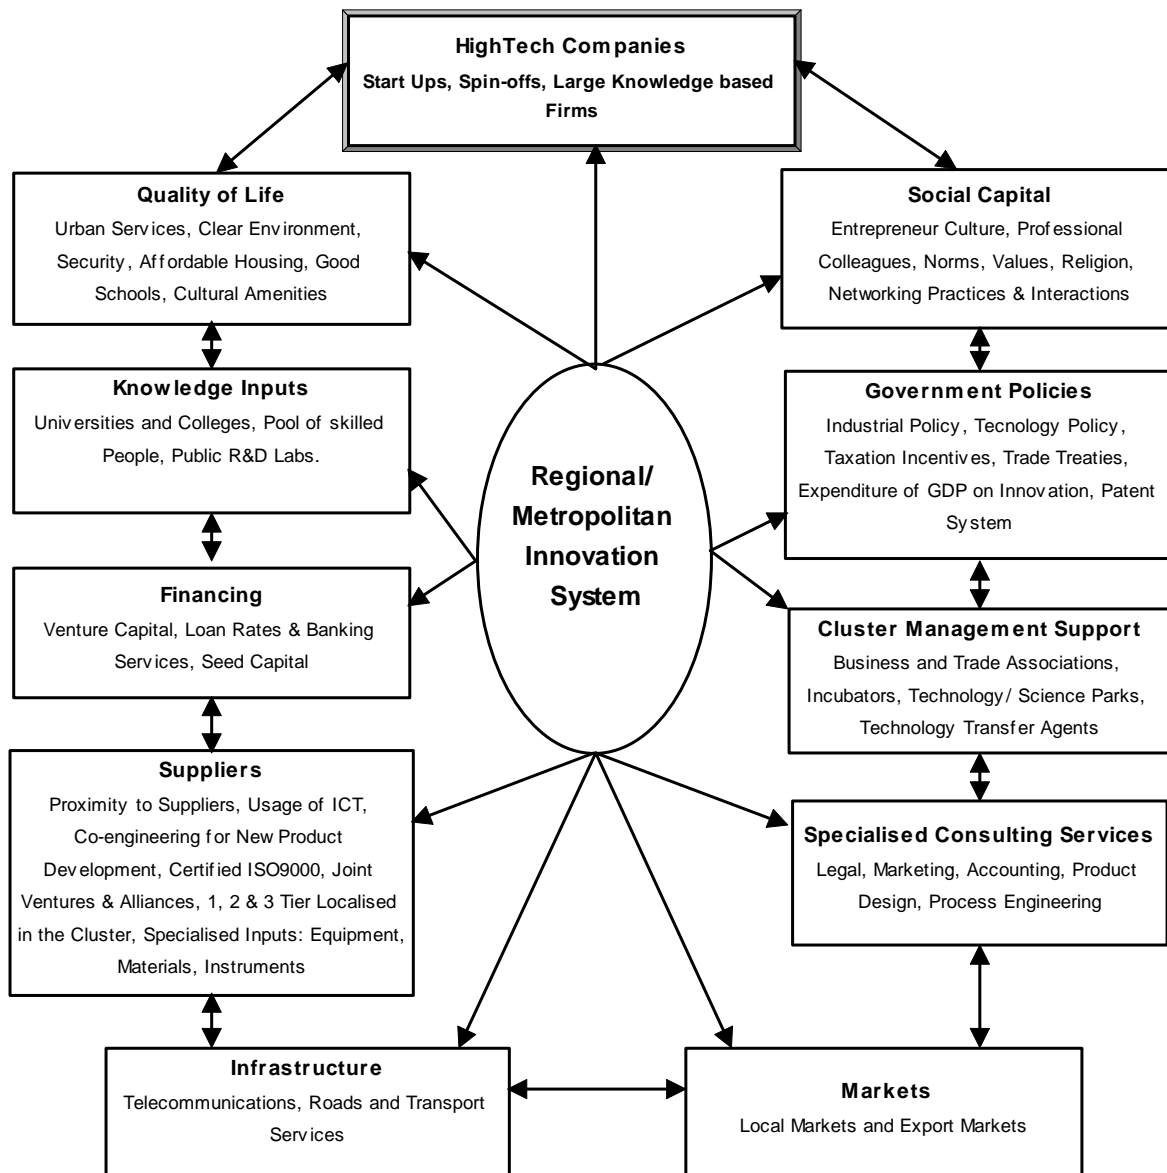 HighTech Companies
Start Ups, Spin-offs, Large Knowledge based
Firms
Quality of Life
Urban Services, Clear Environment,
Security, Affordable Housing, Good
Schools, Cultural Amenities
Social Capital
Entrepreneur Culture, Professional
Colleagues, Norms, Values, Religion,
Networking Practices & Interactions
Knowledge Inputs
Universities and Colleges, Pool of skilled
People, Public R&D Labs.
Government Policies
Industrial Policy, Tecnology Policy,
Taxation Incentives, Trade Treaties,
Expenditure of GDP on Innovation, Patent
System
Regional/
Metropolitan
Innovation
System
Financing
Venture Capital, Loan Rates & Banking
Services, Seed Capital
Cluster Management Support
Business and Trade Associations,
Incubators, Technology/ Science Parks,
Technology Transfer Agents
Suppliers
Proximity to Suppliers, Usage of ICT,
Co-engineering for New Product
Development, Certified ISO9000, Joint
Ventures & Alliances, 1, 2 & 3 Tier Localised
in the Cluster, Specialised Inputs: Equipment,
Materials, Instruments
Specialised Consulting Services
Legal, Marketing, Accounting, Product
Design, Process Engineering
Infrastructure
Telecommunications, Roads and Transport
Services
Markets
Local Markets and Export Markets